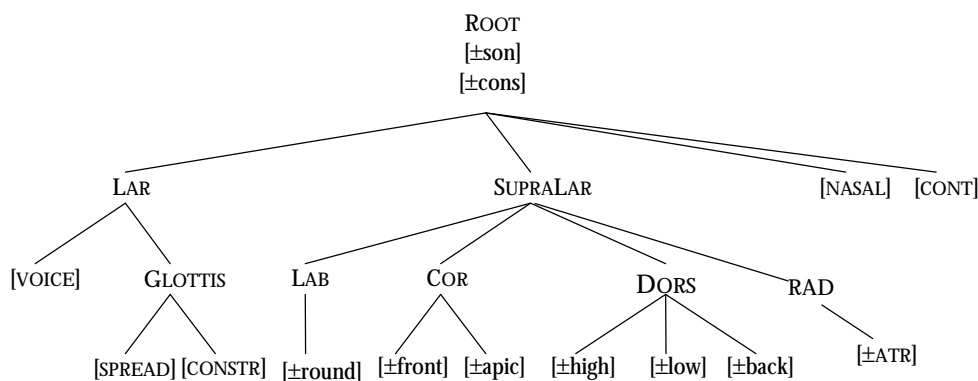 ROOT
[±son]
[±cons]
LAR SUPRALAR [NASAL] [CONT]
[VOICE] GLOTTIS LAB COR DORS RAD
[SPREAD] [CONSTR] [±round] [±front] [±apic] [±high] [±low] [±back] [±ATR]